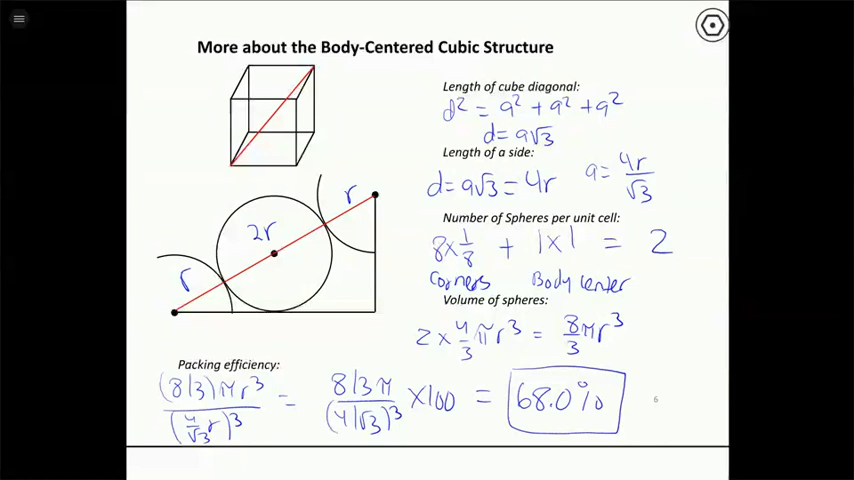 More about the Body-Centered Cubic Structure
Length of cube diagonal:
d² = a² + a² + a²
d = a√3
Length of a side:
d = a√3 = 4r   a = 4r/√3
r
2r
r
Number of Spheres per unit cell:
8 × 1/8 + 1 × 1 = 2
Corners   Body center
Volume of spheres:
2 × 4/3 πr³ = 8/3 πr³
Packing efficiency:
(8/3)πr³ / (4/√3 r)³ = 8/3π / (4/√3)³ × 100 = 68.0%
6